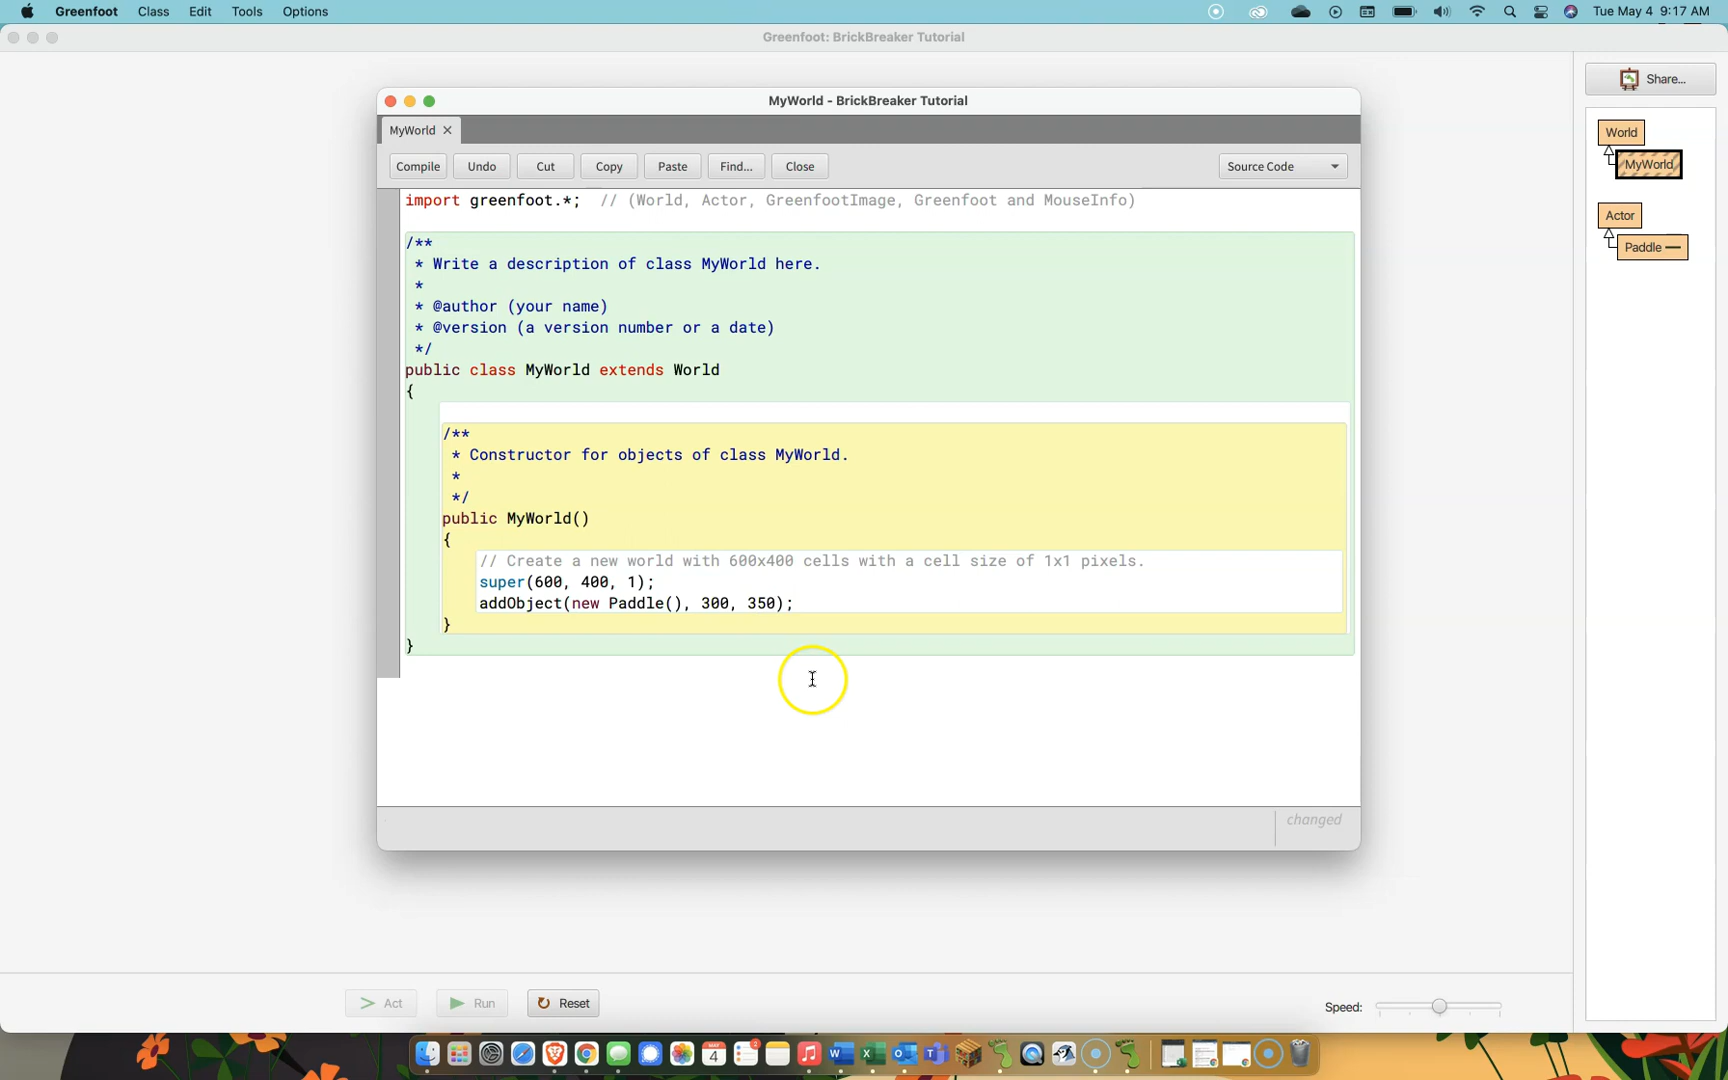 Greenfoot Class Edit Tools Options Tue May 4 9:17 AM
Greenfoot: BrickBreaker Tutorial
Share...
MyWorld - BrickBreaker Tutorial
MyWorld ×
Compile Undo Cut Copy Paste Find... Close Source Code
World
MyWorld
Actor
Paddle
import greenfoot.*;  // (World, Actor, GreenfootImage, Greenfoot and MouseInfo)
/**
 * Write a description of class MyWorld here.
 *
 * @author (your name)
 * @version (a version number or a date)
 */
public class MyWorld extends World
{
/**
 * Constructor for objects of class MyWorld.
 *
 */
public MyWorld()
{
// Create a new world with 600x400 cells with a cell size of 1x1 pixels.
super(600, 400, 1);
addObject(new Paddle(), 300, 350);
}
}
changed
Act Run Reset Speed: